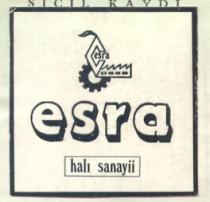 SİCİL KAYDI
esra
esra
halı sanayii